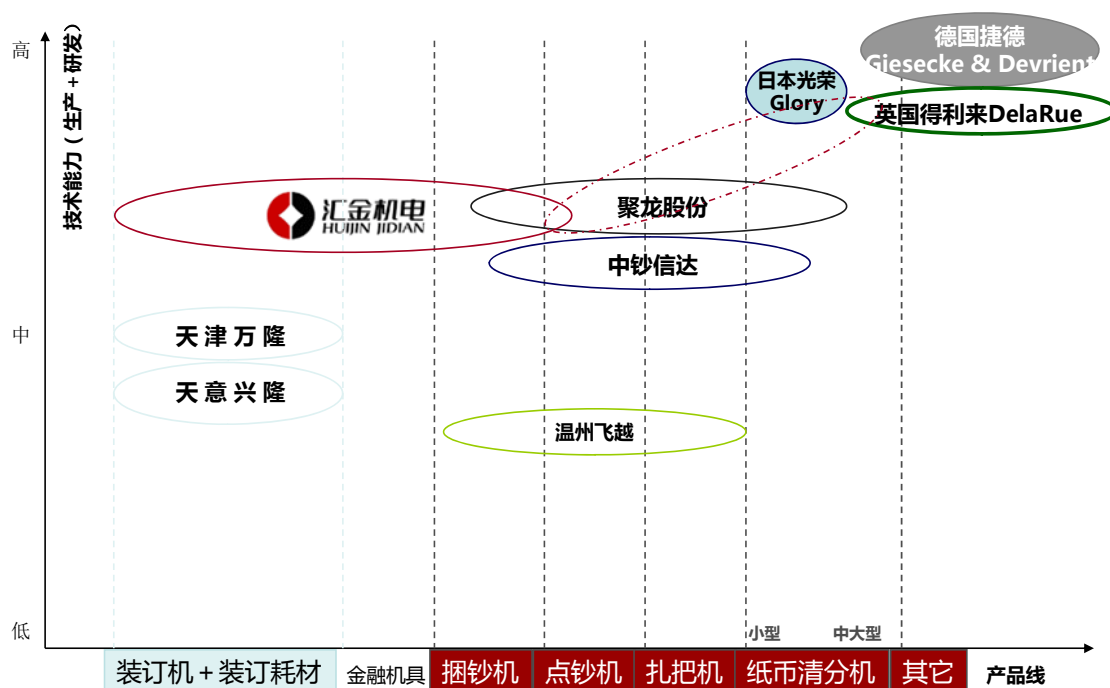 高
技术能力（生产+研发）
德国捷德
Giesecke & Devrient
日本光荣
Glory
英国得利来DelaRue
汇金机电
HUIJIN JIDIAN
聚龙股份
中钞信达
中
天津万隆
天意兴隆
温州飞越
低
小型
中大型
装订机+装订耗材
金融机具
捆钞机
点钞机
扎把机
纸币清分机
其它
产品线